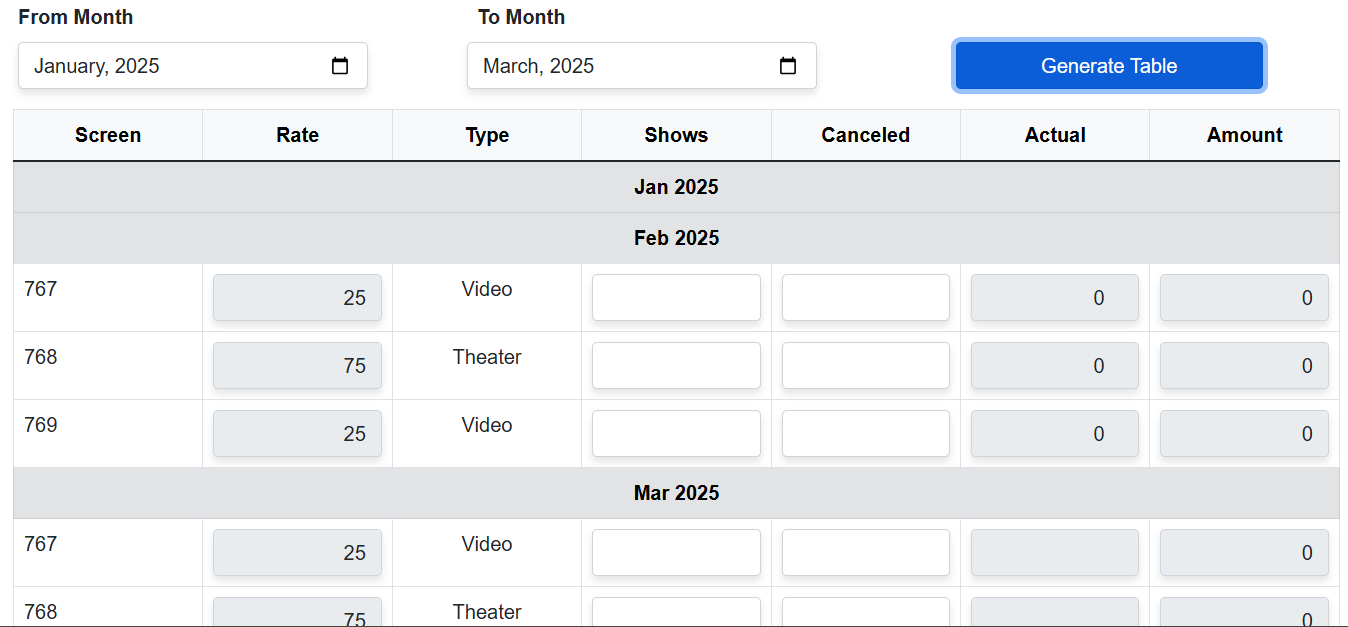 From Month To Month
January, 2025 March, 2025 Generate Table
Screen Rate Type Shows Canceled Actual Amount
Jan 2025
Feb 2025
767 25 Video 0 0
768 75 Theater 0 0
769 25 Video 0 0
Mar 2025
767 25 Video 0
768 75 Theater 0